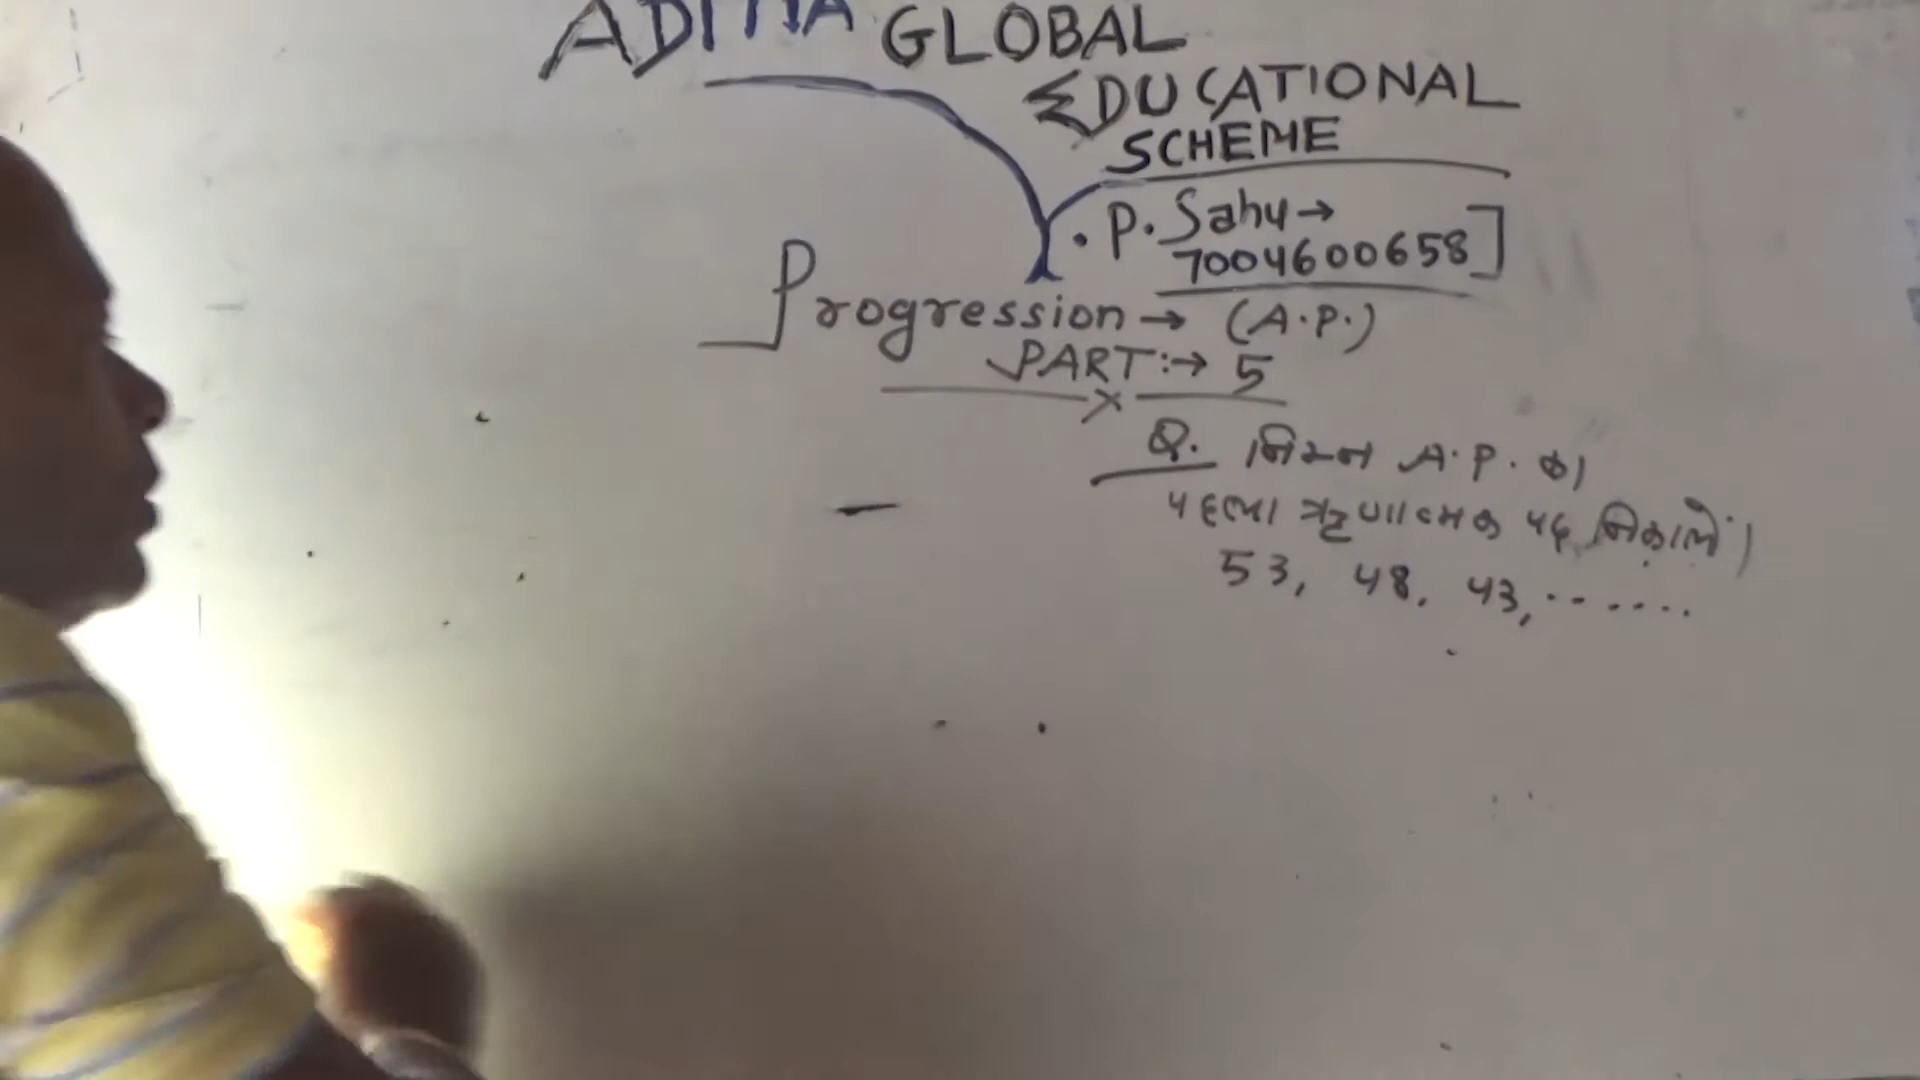 ADITYA GLOBAL
EDUCATIONAL
SCHEME
. P. Sahu →
7004600658]
Progression → (A.P.)
PART :→ 5
Q. निम्न A.P. का
पहला ऋणात्मक पद निकालें।
53, 48, 43, .......